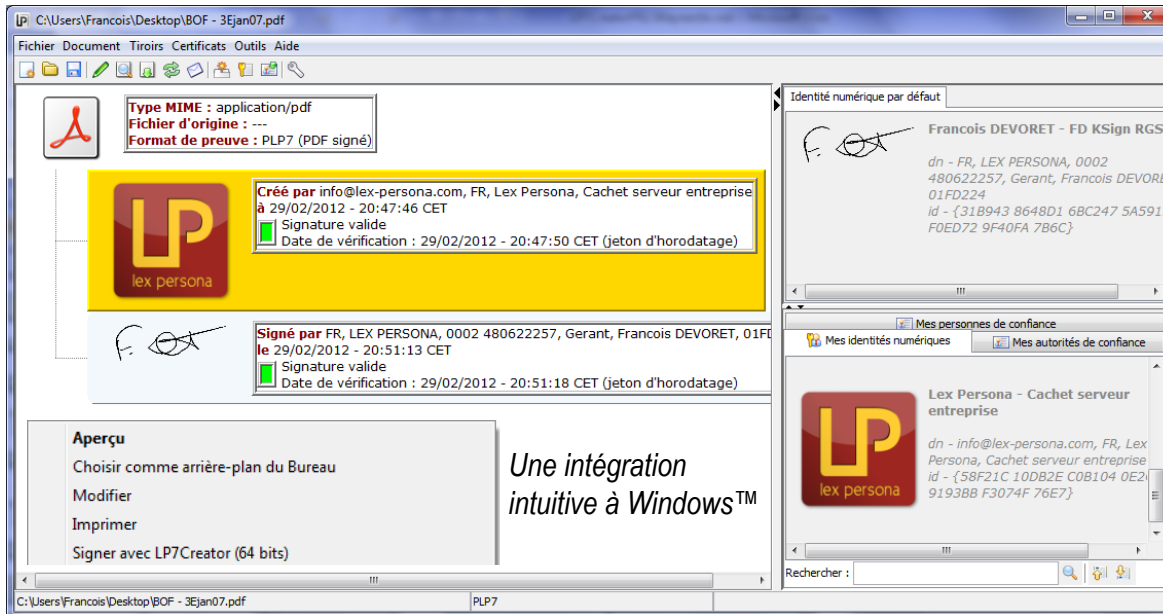 C:\Users\Francois\Desktop\BOF - 3Ejan07.pdf
Fichier Document Tiroirs Certificats Outils Aide
Type MIME : application/pdf
Fichier d'origine : ---
Format de preuve : PLP7 (PDF signé)
LP
lex persona
Créé par info@lex-persona.com, FR, Lex Persona, Cachet serveur entreprise
à 29/02/2012 - 20:47:46 CET
Signature valide
Date de vérification : 29/02/2012 - 20:47:50 CET (jeton d'horodatage)
Signé par FR, LEX PERSONA, 0002 480622257, Gerant, Francois DEVORET, 01FD
le 29/02/2012 - 20:51:13 CET
Signature valide
Date de vérification : 29/02/2012 - 20:51:18 CET (jeton d'horodatage)
Aperçu
Choisir comme arrière-plan du Bureau
Modifier
Imprimer
Signer avec LP7Creator (64 bits)
Une intégration
intuitive à Windows™
Identité numérique par défaut
Francois DEVORET - FD KSign RGS
dn - FR, LEX PERSONA, 0002
480622257, Gerant, Francois DEVORE
01FD224
id - {31B943 8648D1 6BC247 5A591
F0ED72 9F40FA 7B6C}
Mes personnes de confiance
Mes identités numériques
Mes autorités de confiance
LP
lex persona
Lex Persona - Cachet serveur
entreprise
dn - info@lex-persona.com, FR, Lex
Persona, Cachet serveur entreprise
id - {58F21C 10DB2E C0B104 0E2
9193BB F3074F 76E7}
Rechercher :
C:\Users\Francois\Desktop\BOF - 3Ejan07.pdf
PLP7